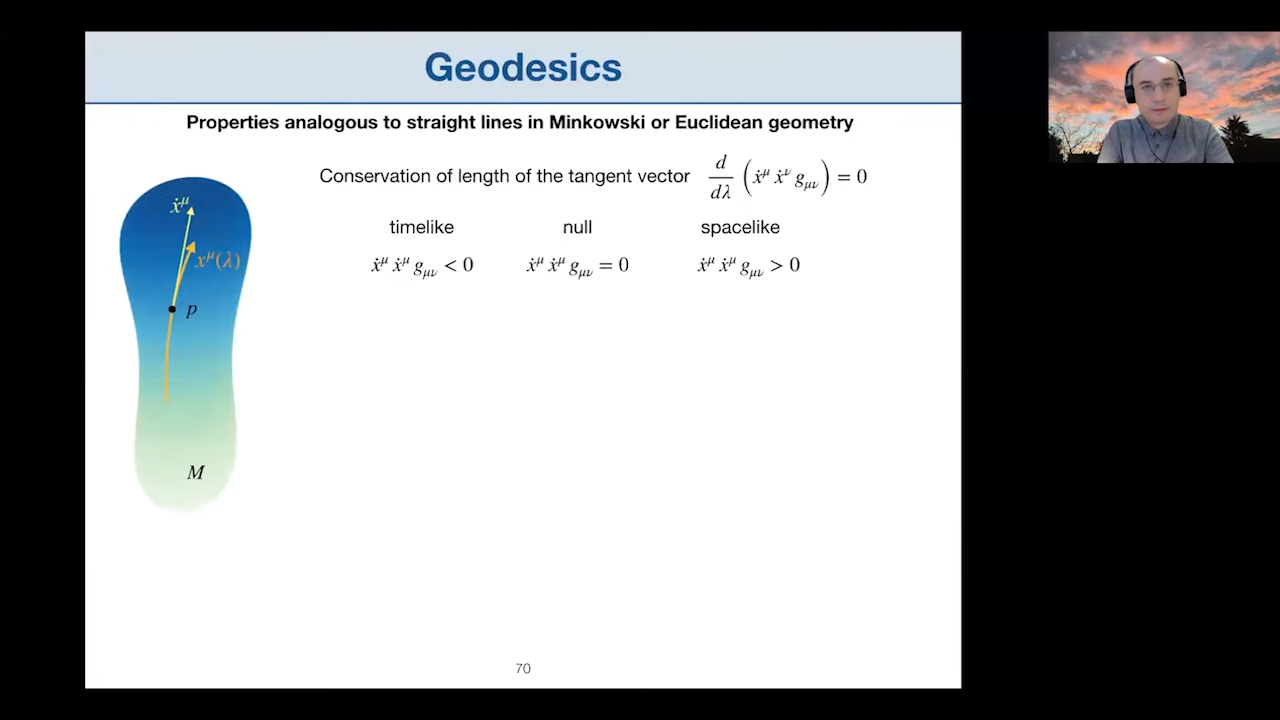 Geodesics
Properties analogous to straight lines in Minkowski or Euclidean geometry
Conservation of length of the tangent vector d/dλ (ẋ^μ ẋ^ν g_μν) = 0
timelike null spacelike
ẋ^μ ẋ^μ g_μν < 0 ẋ^μ ẋ^μ g_μν = 0 ẋ^μ ẋ^μ g_μν > 0
ẋ^μ
x^μ(λ)
p
M
70